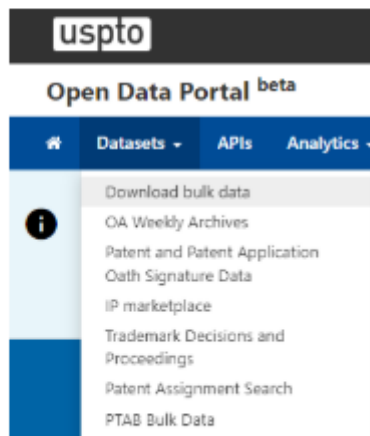 uspto
Open Data Portal beta
Datasets APIs Analytics
Download bulk data
OA Weekly Archives
Patent and Patent Application
Oath Signature Data
IP marketplace
Trademark Decisions and
Proceedings
Patent Assignment Search
PTAB Bulk Data